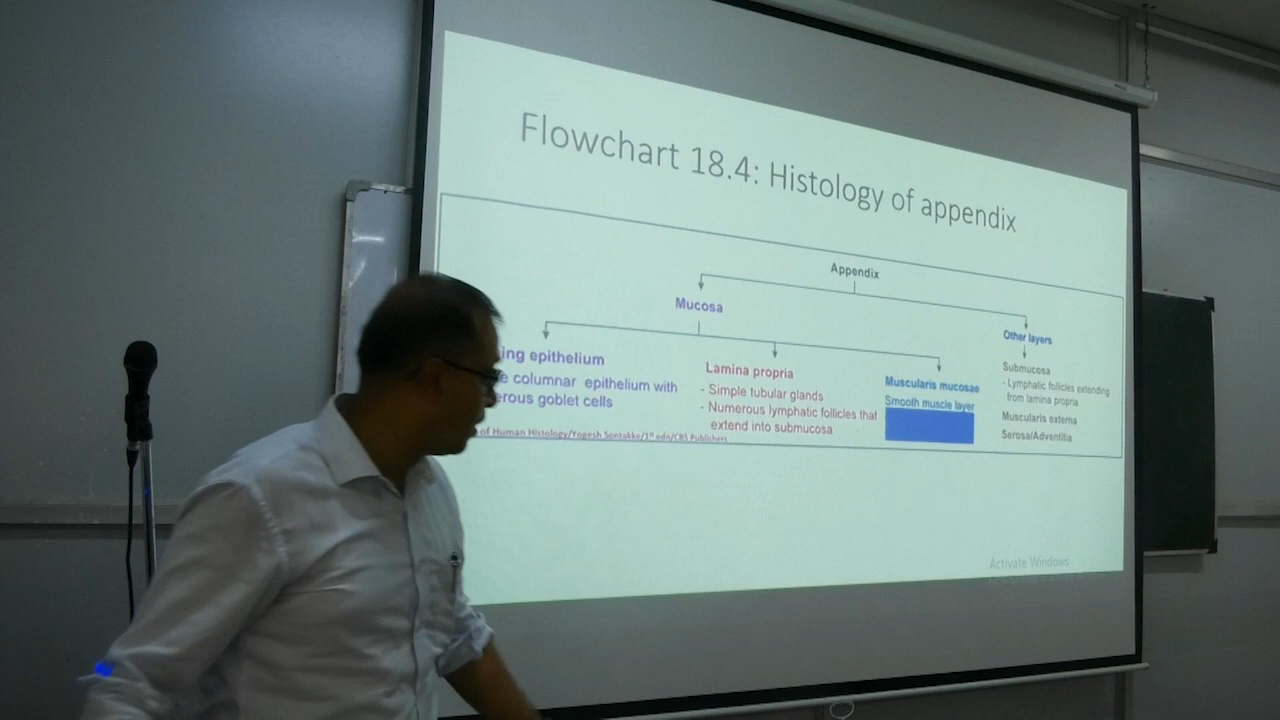 Flowchart 18.4: Histology of appendix
Appendix
Mucosa
Other layers
ing epithelium
e columnar epithelium with
erous goblet cells
Lamina propria
- Simple tubular glands
- Numerous lymphatic follicles that
extend into submucosa
Muscularis mucosae
Smooth muscle layer
Submucosa
- Lymphatic follicles extending
from lamina propria
Muscularis externa
Serosa/Adventitia
of Human Histology/Yogesh Sontakke/1st edn/CBS Publishers
Activate Windows